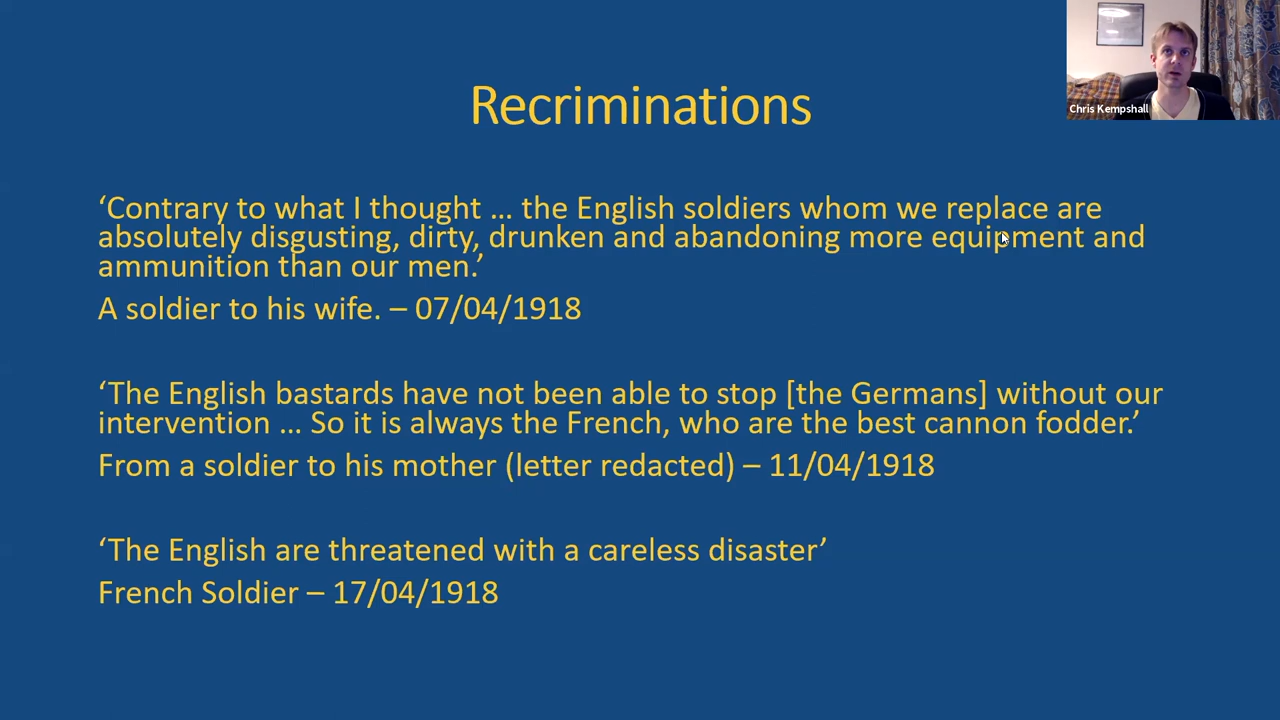 Chris Kempshall
Recriminations
‘Contrary to what I thought … the English soldiers whom we replace are
absolutely disgusting, dirty, drunken and abandoning more equipment and
ammunition than our men.’
A soldier to his wife. – 07/04/1918
‘The English bastards have not been able to stop [the Germans] without our
intervention … So it is always the French, who are the best cannon fodder.’
From a soldier to his mother (letter redacted) – 11/04/1918
‘The English are threatened with a careless disaster’
French Soldier – 17/04/1918